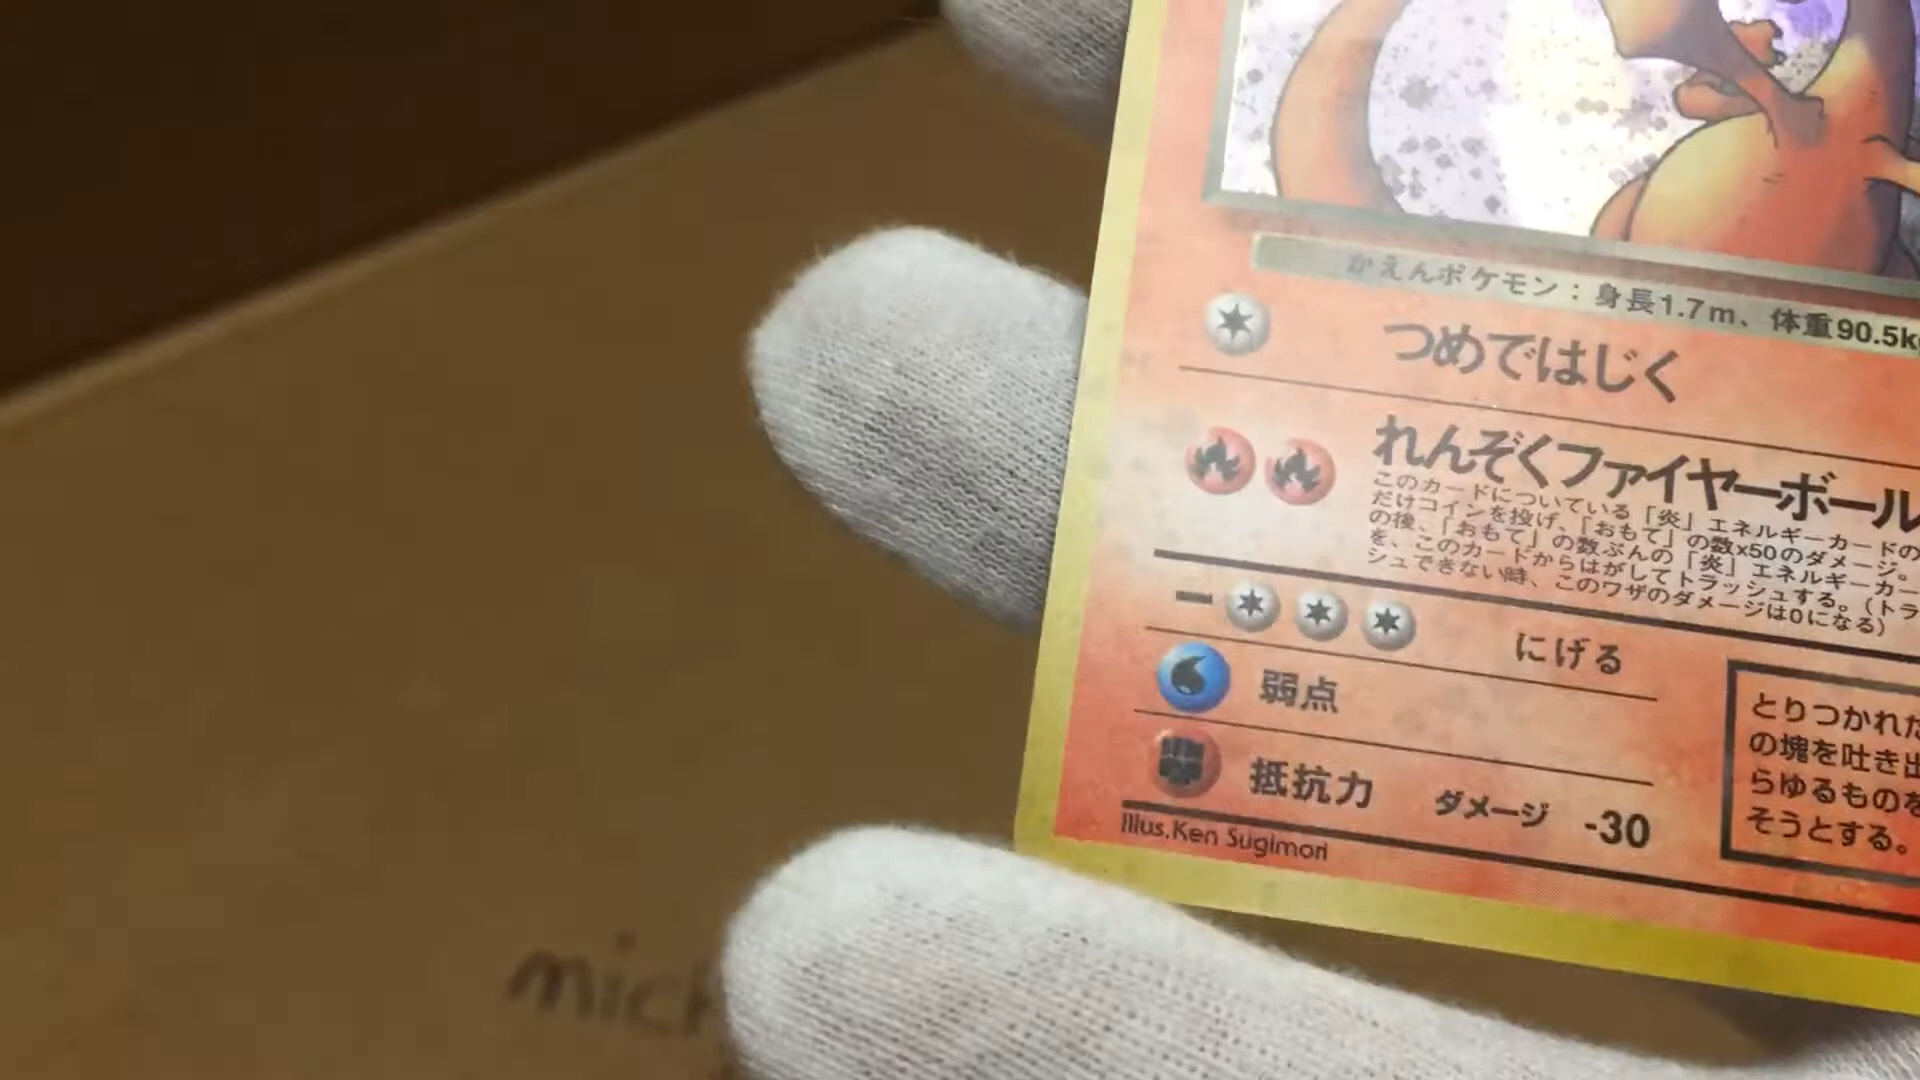 かえんポケモン：身長1.7m、体重90.5k
つめではじく
れんぞくファイヤーボール
このカードについている「炎」エネルギーカードの
だけコインを投げ、「おもて」の数×50のダメージ。
の後、「おもて」の数ぶんの「炎」エネルギーカー
を、このカードからはがしてトラッシュする。（トラ
シュできない時、このワザのダメージは0になる）
ー にげる
弱点
抵抗力 ダメージ -30
Illus.Ken Sugimori
とりつかれた
の塊を吐き出
らゆるものを
そうとする。
mich